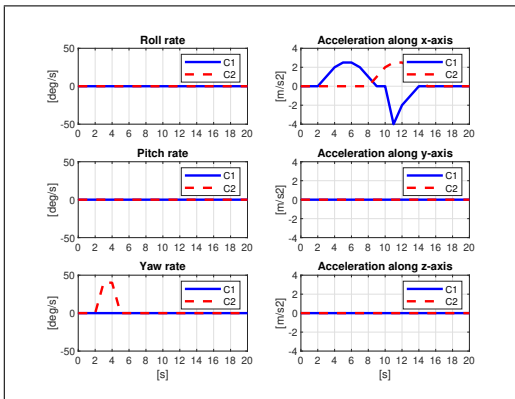 Roll rate
50
0
-50
[deg/s]
0 2 4 6 8 10 12 14 16 18 20
C1
C2
Acceleration along x-axis
4
2
0
-2
-4
[m/s2]
0 2 4 6 8 10 12 14 16 18 20
C1
C2
Pitch rate
50
0
-50
[deg/s]
0 2 4 6 8 10 12 14 16 18 20
C1
C2
Acceleration along y-axis
4
2
0
-2
-4
[m/s2]
0 2 4 6 8 10 12 14 16 18 20
C1
C2
Yaw rate
50
0
-50
[deg/s]
0 2 4 6 8 10 12 14 16 18 20
[s]
C1
C2
Acceleration along z-axis
4
2
0
-2
-4
[m/s2]
0 2 4 6 8 10 12 14 16 18 20
[s]
C1
C2